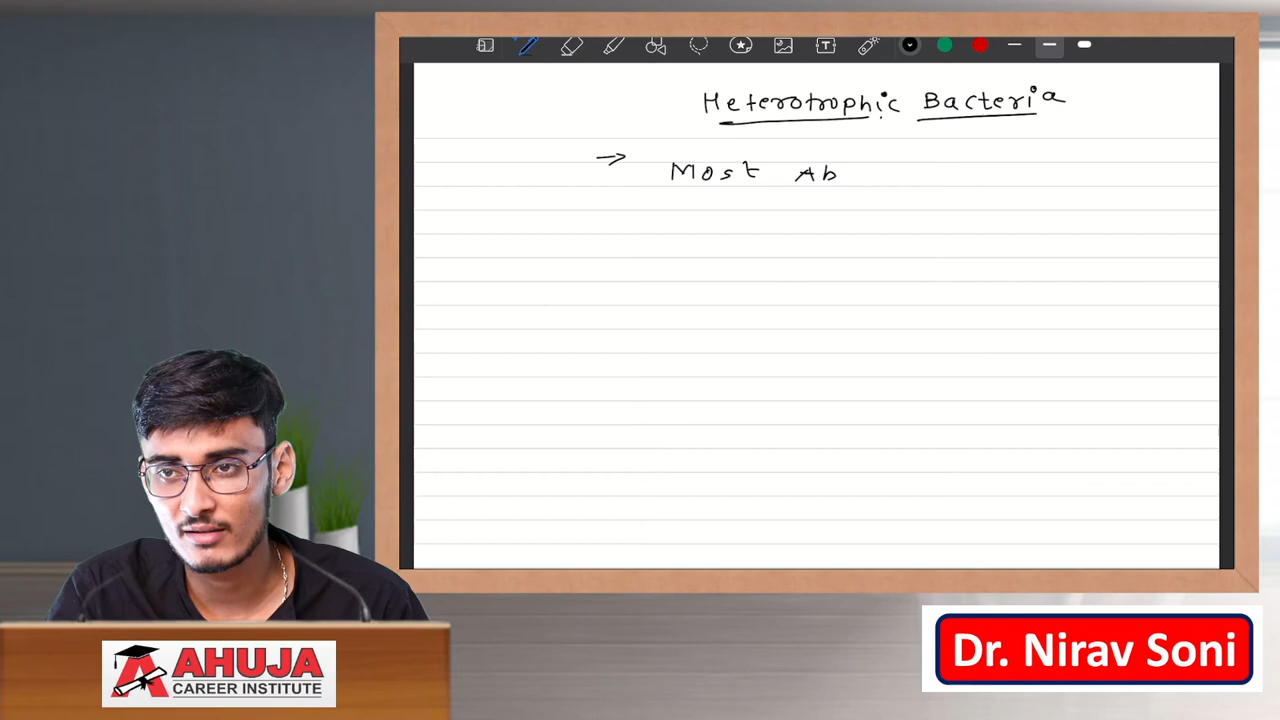 Heterotrophic Bacteria
→ Most Ab
Dr. Nirav Soni
AHUJA
CAREER INSTITUTE